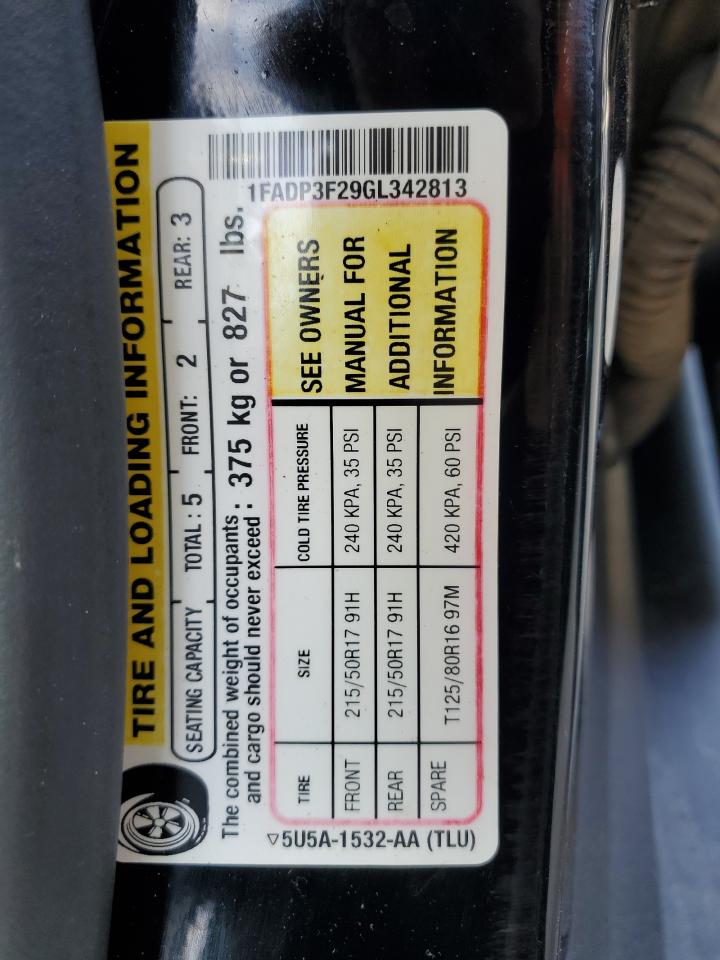 TIRE AND LOADING INFORMATION
SEATING CAPACITY TOTAL: 5 FRONT: 2 REAR: 3
The combined weight of occupants
and cargo should never exceed : 375 kg or 827 lbs.
TIRE SIZE COLD TIRE PRESSURE
FRONT 215/50R17 91H 240 KPA, 35 PSI
REAR 215/50R17 91H 240 KPA, 35 PSI
SPARE T125/80R16 97M 420 KPA, 60 PSI
SEE OWNERS
MANUAL FOR
ADDITIONAL
INFORMATION
1FADP3F29GL342813
▽5U5A-1532-AA (TLU)